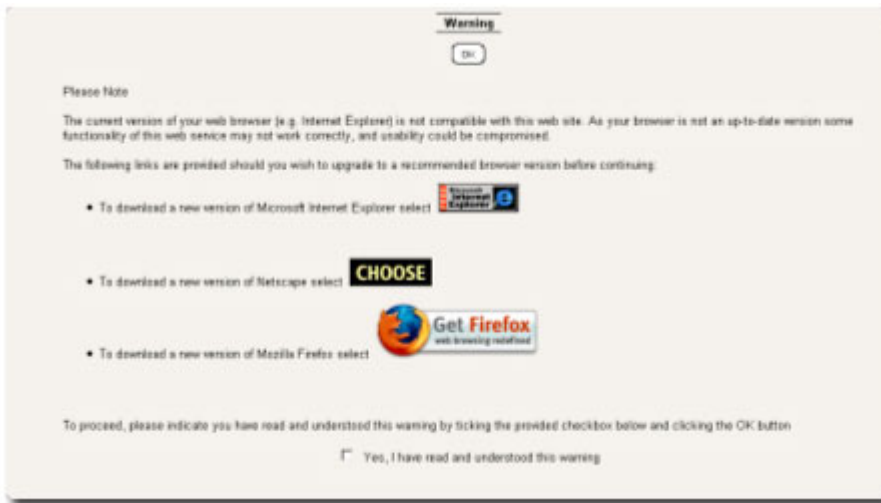 Warning
OK
Please Note
The current version of your web browser (e.g. Internet Explorer) is not compatible with this web site. As your browser is not an up-to-date version some
functionality of this web service may not work correctly, and usability could be compromised.
The following links are provided should you wish to upgrade to a recommended browser version before continuing:
• To download a new version of Microsoft Internet Explorer select
Microsoft
Internet
Explorer
• To download a new version of Netscape select
CHOOSE
Get Firefox
web browsing redefined
• To download a new version of Mozilla Firefox select
To proceed, please indicate you have read and understood this warning by ticking the provided checkbox below and clicking the OK button
Yes, I have read and understood this warning